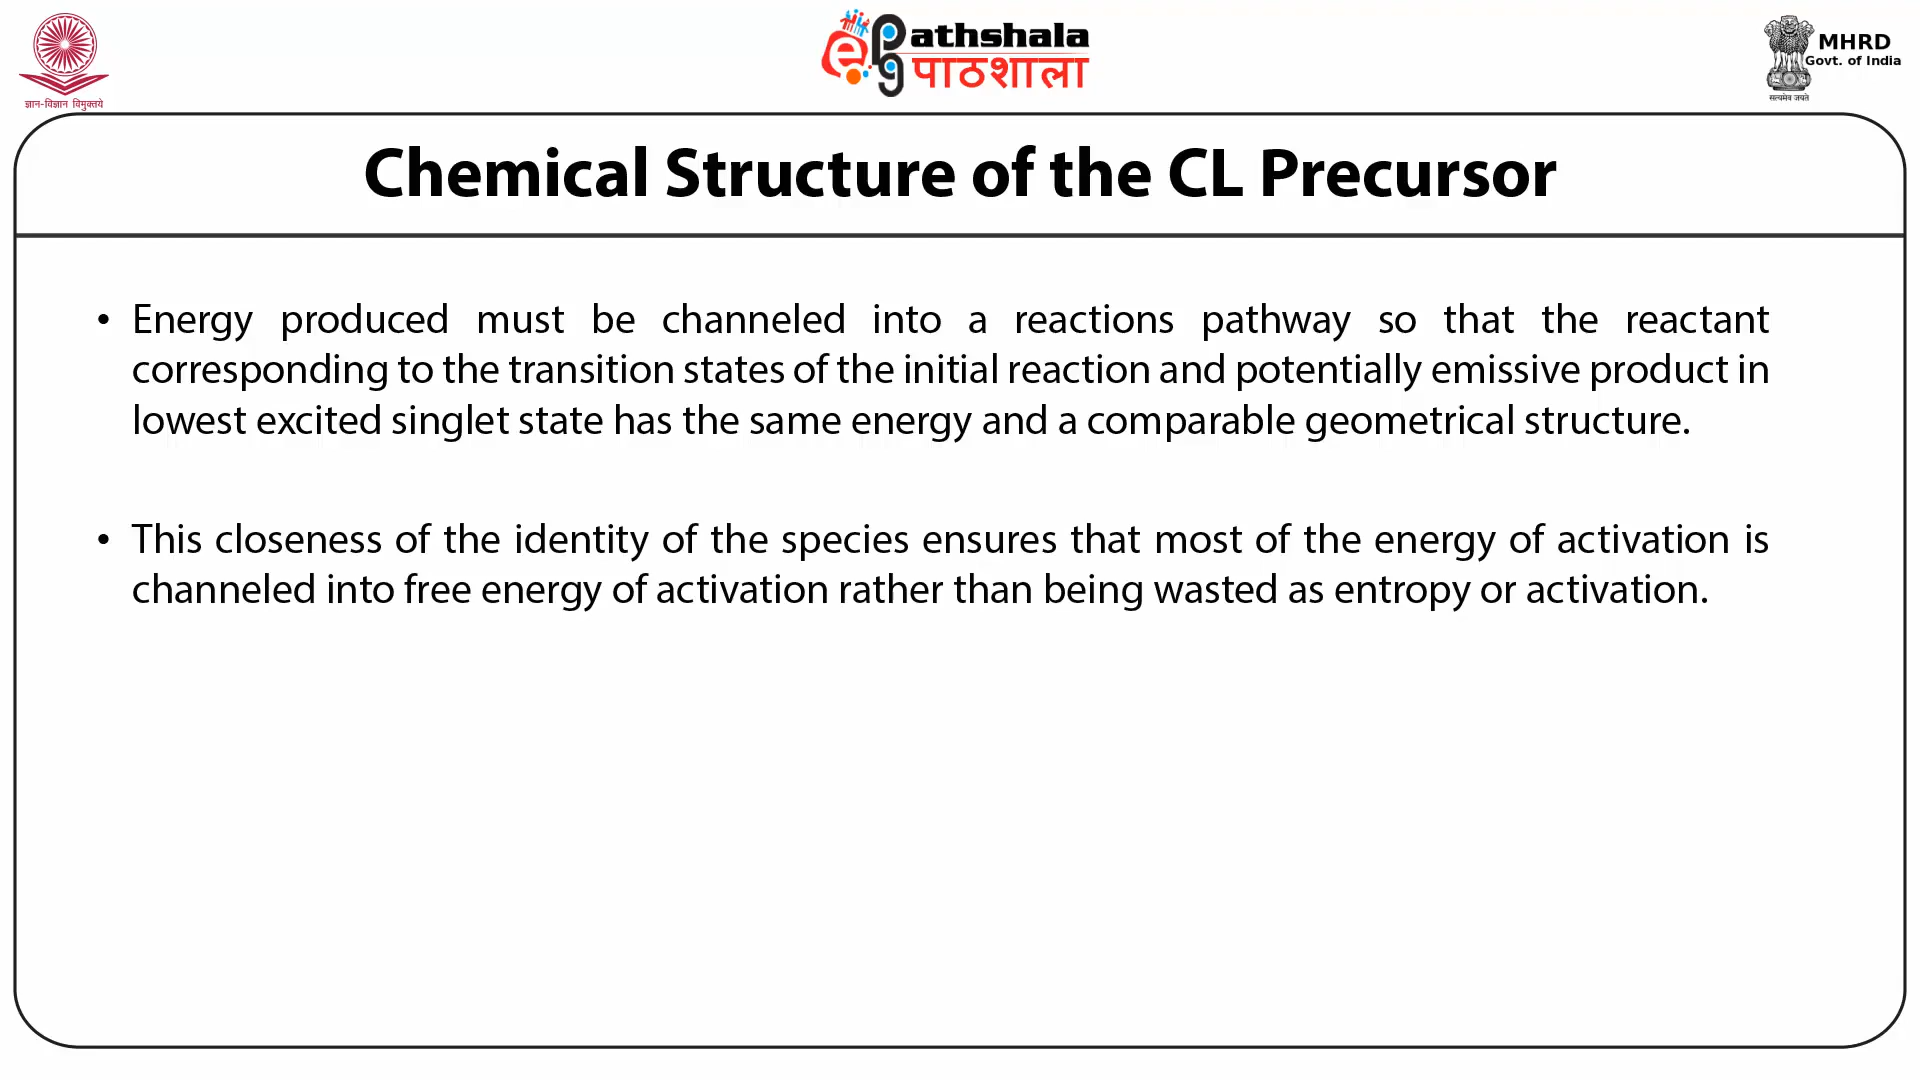 ज्ञान-विज्ञान विमुक्तये
ePathshala
पाठशाला
MHRD
Govt. of India
सत्यमेव जयते
Chemical Structure of the CL Precursor
• Energy produced must be channeled into a reactions pathway so that the reactant
corresponding to the transition states of the initial reaction and potentially emissive product in
lowest excited singlet state has the same energy and a comparable geometrical structure.
• This closeness of the identity of the species ensures that most of the energy of activation is
channeled into free energy of activation rather than being wasted as entropy or activation.